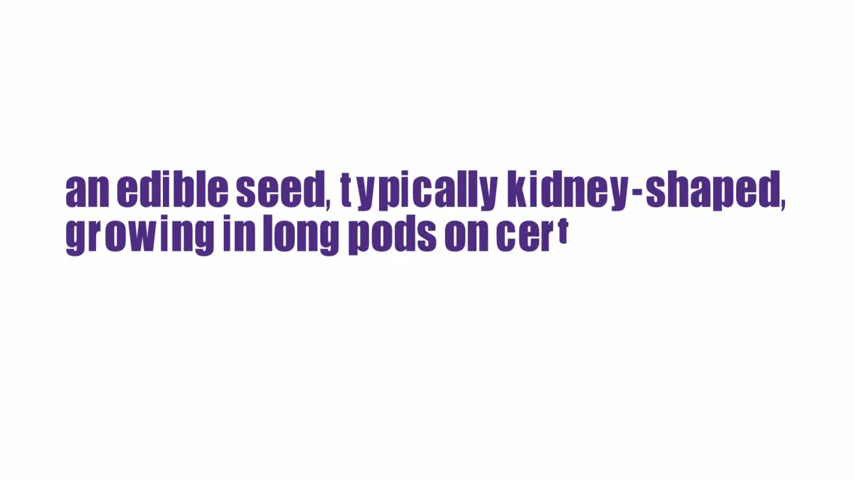 an edible seed, typically kidney-shaped,
growing in long pods on cert